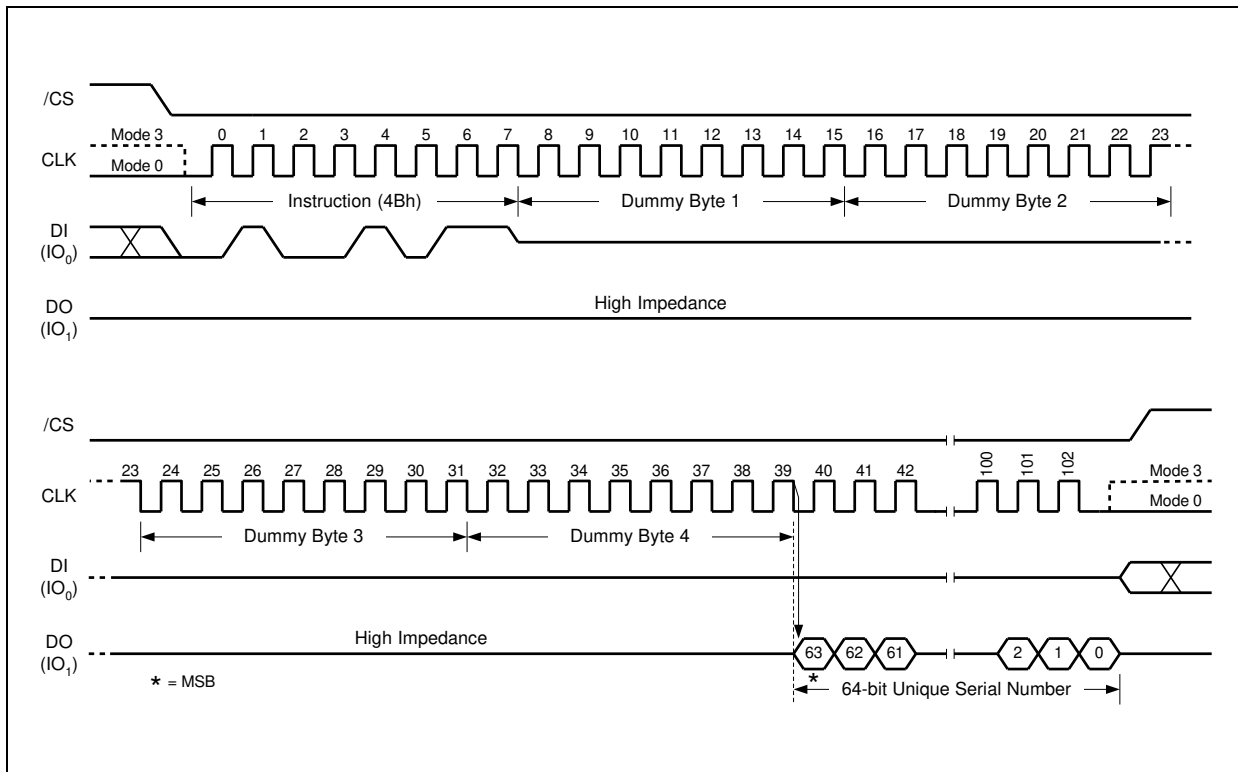 /CS
Mode 3 0 1 2 3 4 5 6 7 8 9 10 11 12 13 14 15 16 17 18 19 20 21 22 23
CLK
Mode 0
Instruction (4Bh) Dummy Byte 1 Dummy Byte 2
DI
(IO0)
DO
(IO1)
High Impedance
/CS
23 24 25 26 27 28 29 30 31 32 33 34 35 36 37 38 39 40 41 42 100 101 102 Mode 3
CLK
Mode 0
Dummy Byte 3 Dummy Byte 4
DI
(IO0)
DO
(IO1)
High Impedance
63 62 61 2 1 0
* = MSB
*
64-bit Unique Serial Number